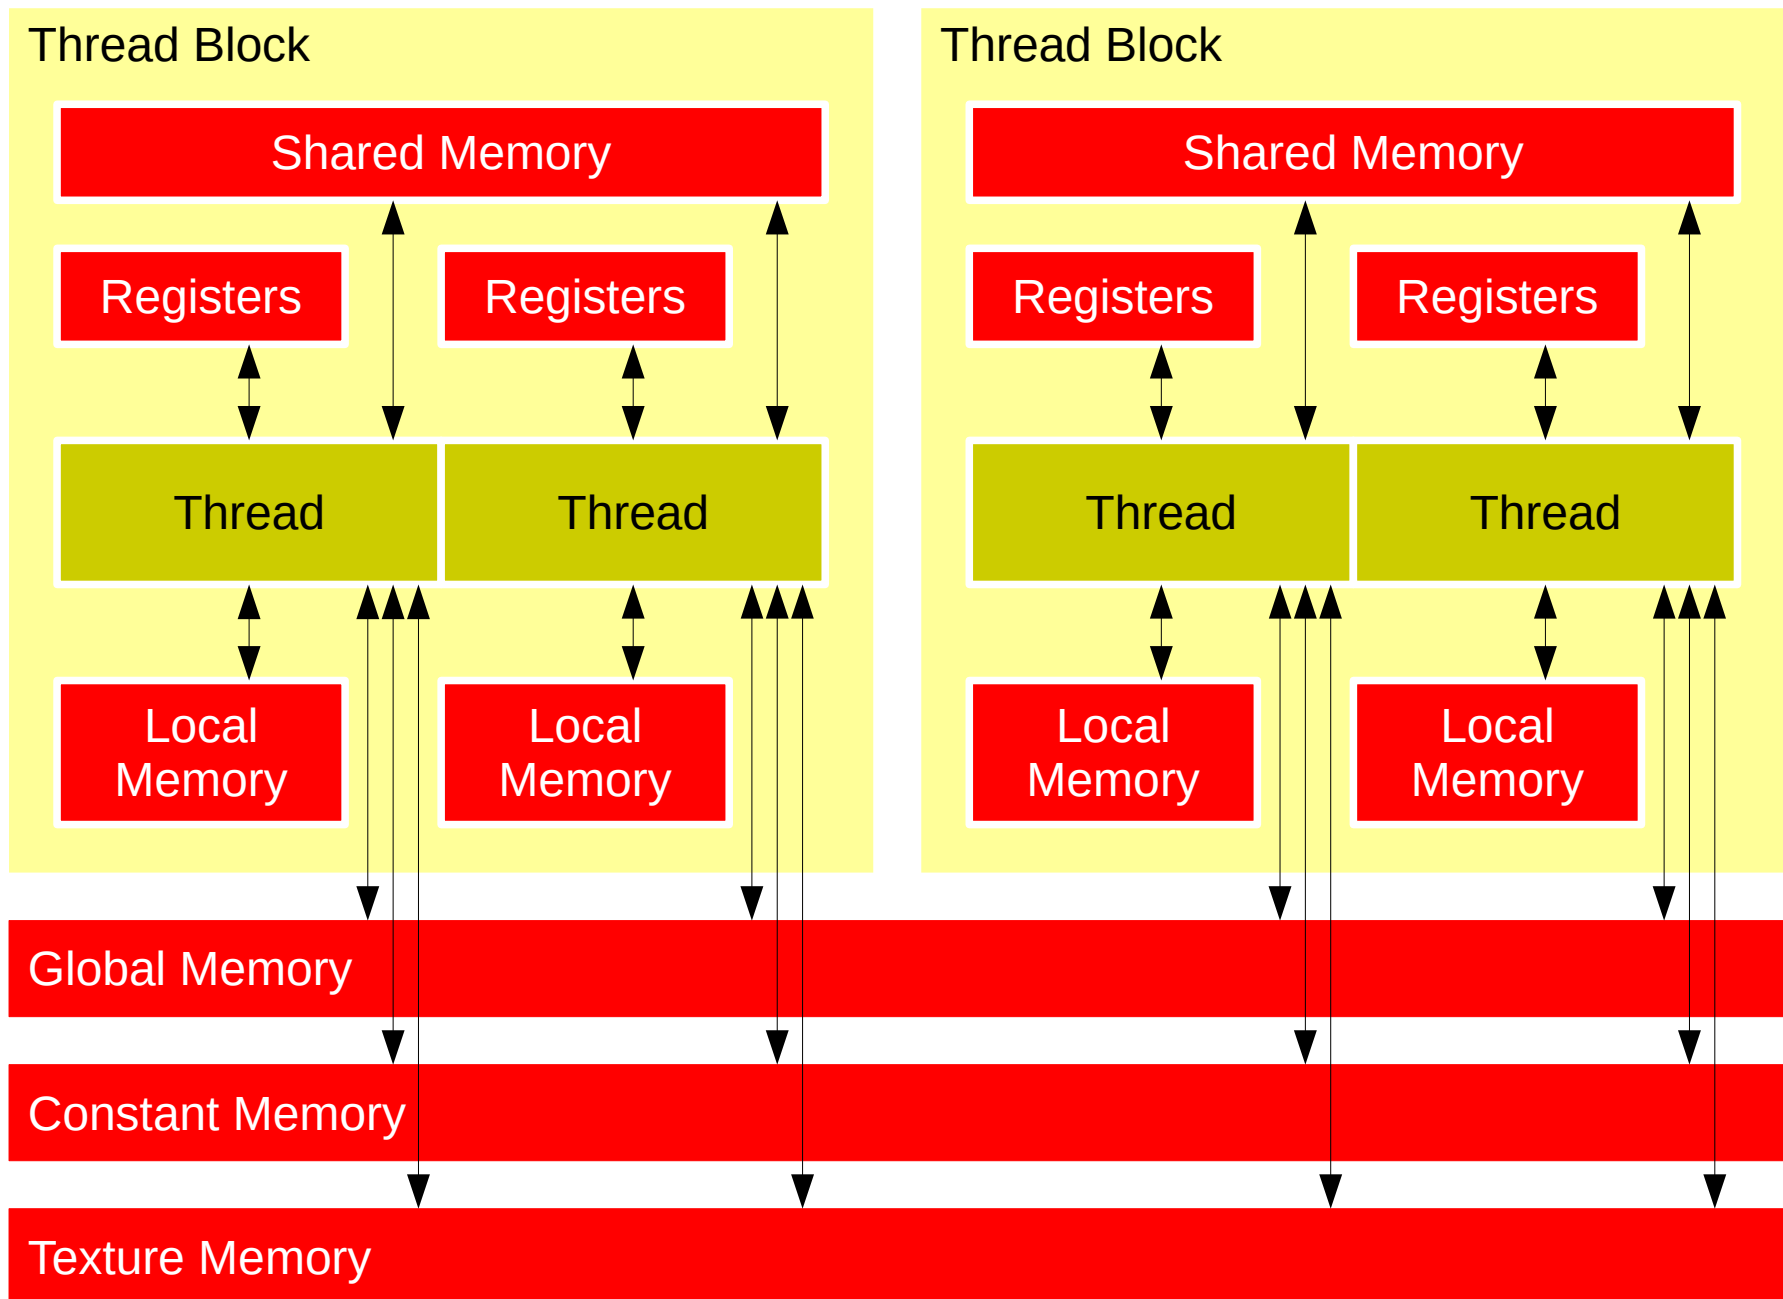 Thread Block
Shared Memory
Registers
Registers
Thread
Thread
Local
Memory
Local
Memory
Thread Block
Shared Memory
Registers
Registers
Thread
Thread
Local
Memory
Local
Memory
Global Memory
Constant Memory
Texture Memory